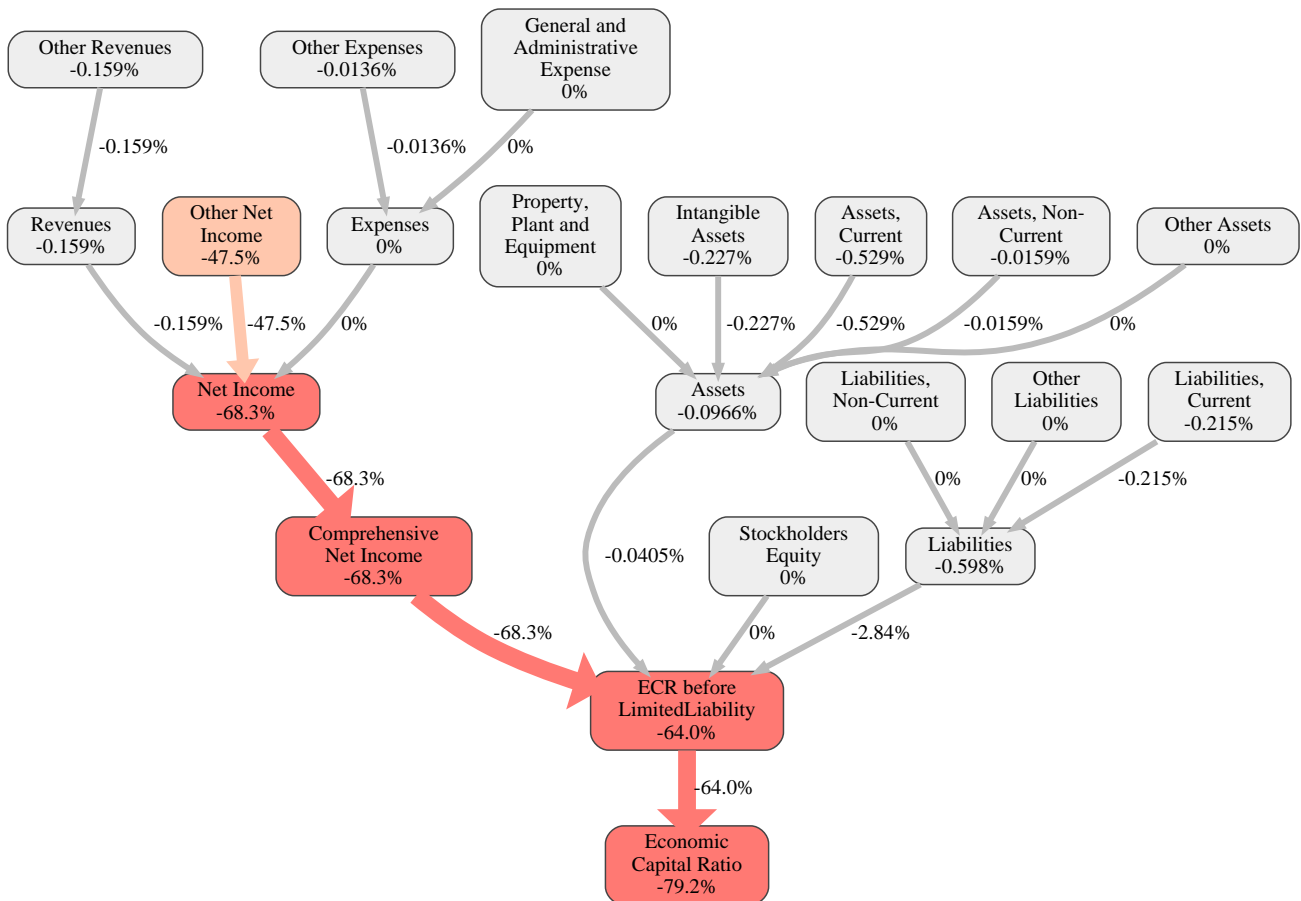 Other Revenues
-0.159%
Other Expenses
-0.0136%
General and
Administrative
Expense
0%
-0.159%
-0.0136%
0%
Revenues
-0.159%
Other Net
Income
-47.5%
Expenses
0%
Property,
Plant and
Equipment
0%
Intangible
Assets
-0.227%
Assets,
Current
-0.529%
Assets, Non-
Current
-0.0159%
Other Assets
0%
-0.159%
-47.5%
0%
0%
-0.227%
-0.529%
-0.0159%
0%
Net Income
-68.3%
Assets
-0.0966%
Liabilities,
Non-Current
0%
Other
Liabilities
0%
Liabilities,
Current
-0.215%
-68.3%
0%
0%
-0.215%
Comprehensive
Net Income
-68.3%
-0.0405%
Stockholders
Equity
0%
Liabilities
-0.598%
-68.3%
0%
-2.84%
ECR before
LimitedLiability
-64.0%
-64.0%
Economic
Capital Ratio
-79.2%